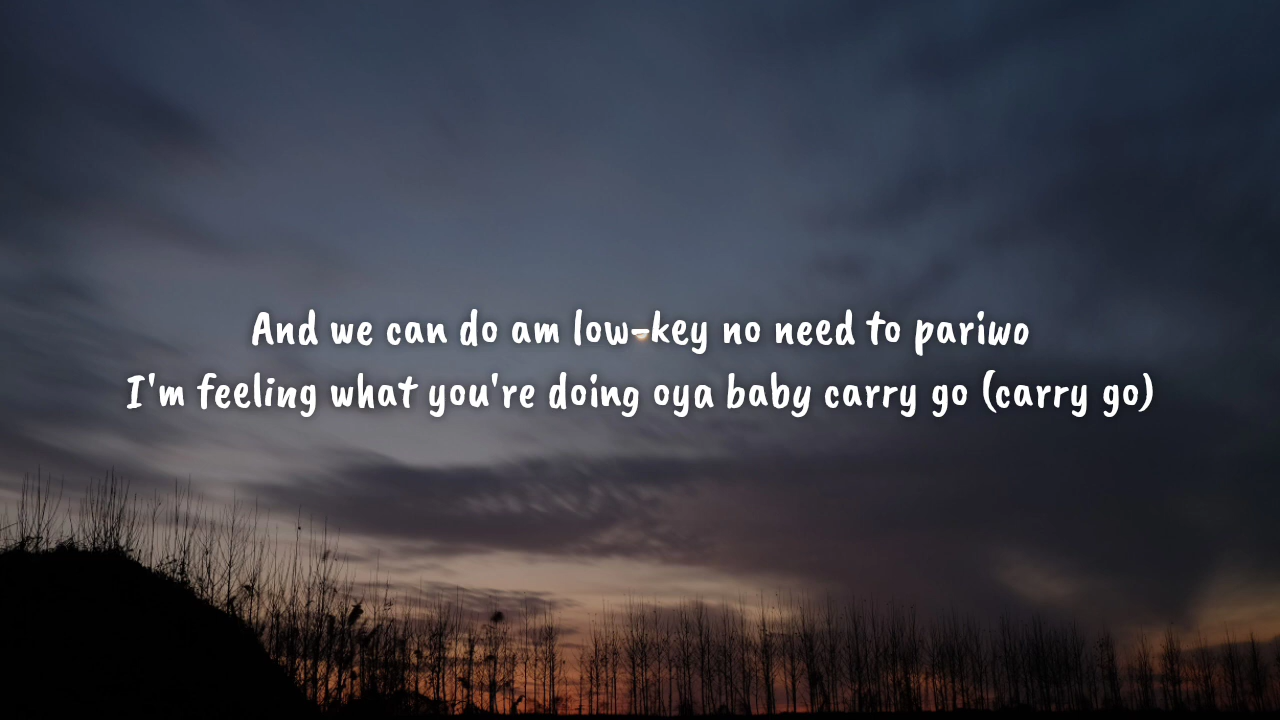 And we can do am low-key no need to pariwo
I'm feeling what you're doing oya baby carry go (carry go)